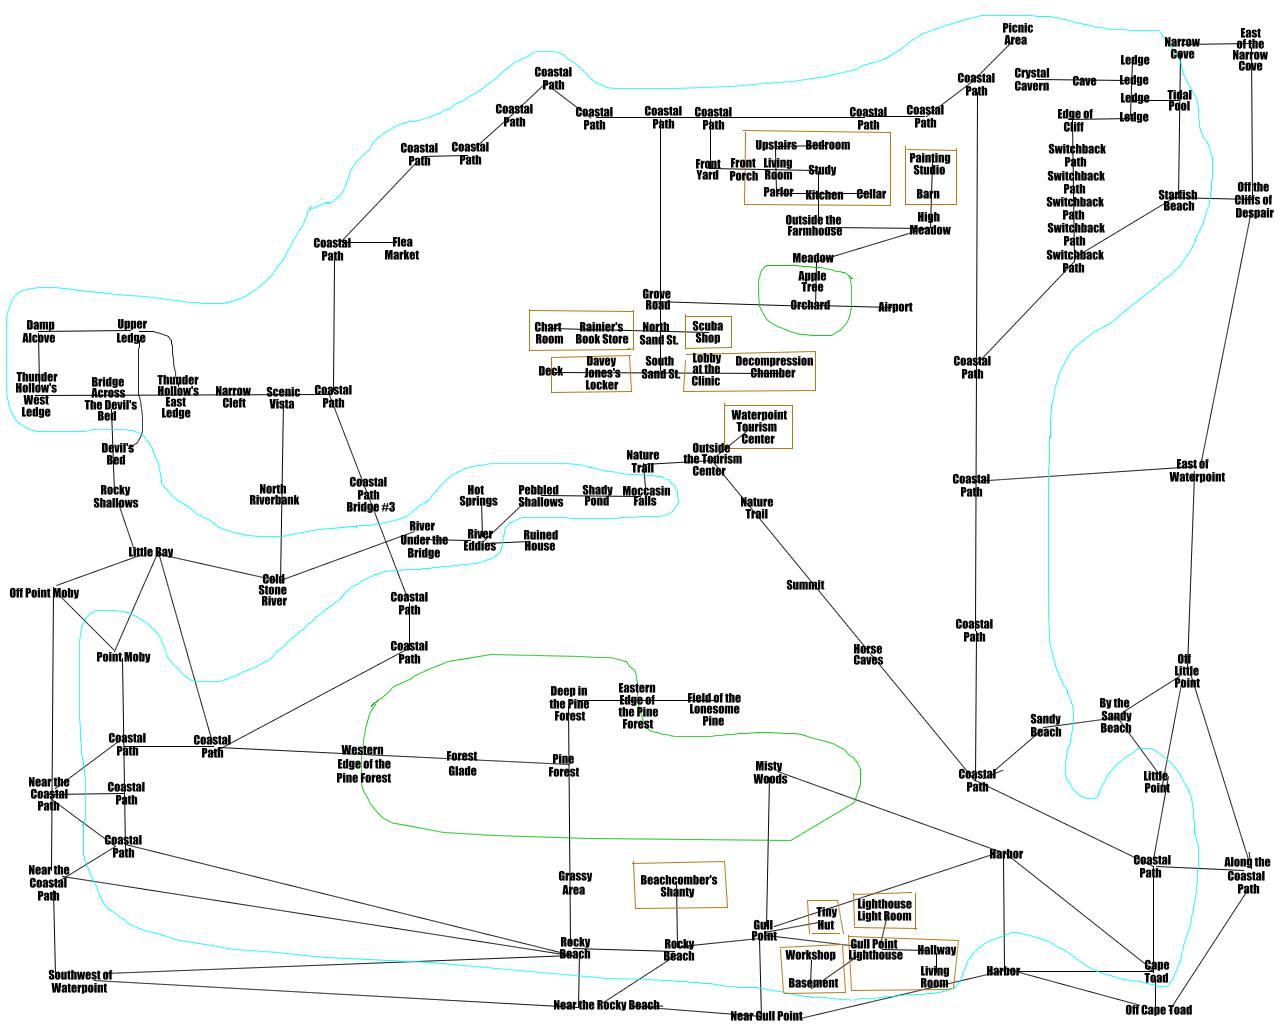 Picnic
Area
Narrow
Cove
East
of the
Narrow
Cove
Coastal
Path
Coastal
Path
Crystal
Cavern
Cave
Ledge
Ledge
Ledge
Ledge
Tidal
Pool
Coastal
Path
Coastal
Path
Coastal
Path
Coastal
Path
Coastal
Path
Coastal
Path
Edge of
Cliff
Coastal
Path
Coastal
Path
Upstairs
Bedroom
Switchback
Path
Switchback
Path
Switchback
Path
Switchback
Path
Switchback
Path
Front
Yard
Front
Porch
Living
Room
Study
Painting
Studio
Parlor
Kitchen
Cellar
Barn
Starfish
Beach
Off the
Cliffs of
Despair
Outside the
Farmhouse
High
Meadow
Coastal
Path
Flea
Market
Meadow
Apple
Tree
Grove
Road
Orchard
Airport
Damp
Alcove
Upper
Ledge
Chart
Room
Rainier's
Book Store
North
Sand St.
Scuba
Shop
Deck
Davey
Jones's
Locker
South
Sand St.
Lobby
at the
Clinic
Decompression
Chamber
Coastal
Path
Thunder
Hollow's
West
Ledge
Bridge
Across
The Devil's
Bed
Thunder
Hollow's
East
Ledge
Narrow
Cleft
Scenic
Vista
Coastal
Path
Waterpoint
Tourism
Center
Devil's
Bed
Nature
Trail
Outside
the Tourism
Center
East of
Waterpoint
Rocky
Shallows
North
Riverbank
Coastal
Path
Bridge #3
Hot
Springs
Pebbled
Shallows
Shady
Pond
Moccasin
Falls
Nature
Trail
Coastal
Path
River
Under the
Bridge
River
Eddies
Ruined
House
Little Bay
Off Point Moby
Cold
Stone
River
Summit
Coastal
Path
Coastal
Path
Coastal
Path
Point Moby
Horse
Caves
Off
Little
Point
Deep in
the Pine
Forest
Eastern
Edge of
the Pine
Forest
Field of the
Lonesome
Pine
Sandy
Beach
By the
Sandy
Beach
Coastal
Path
Coastal
Path
Western
Edge of the
Pine Forest
Forest
Glade
Pine
Forest
Misty
Woods
Coastal
Path
Little
Point
Near the
Coastal
Path
Coastal
Path
Coastal
Path
Harbor
Coastal
Path
Along the
Coastal
Path
Near the
Coastal
Path
Grassy
Area
Beachcomber's
Shanty
Tiny
Hut
Lighthouse
Light Room
Gull
Point
Rocky
Beach
Rocky
Beach
Workshop
Gull Point
Lighthouse
Hallway
Southwest of
Waterpoint
Basement
Living
Room
Harbor
Cape
Toad
Near the Rocky Beach
Near Gull Point
Off Cape Toad